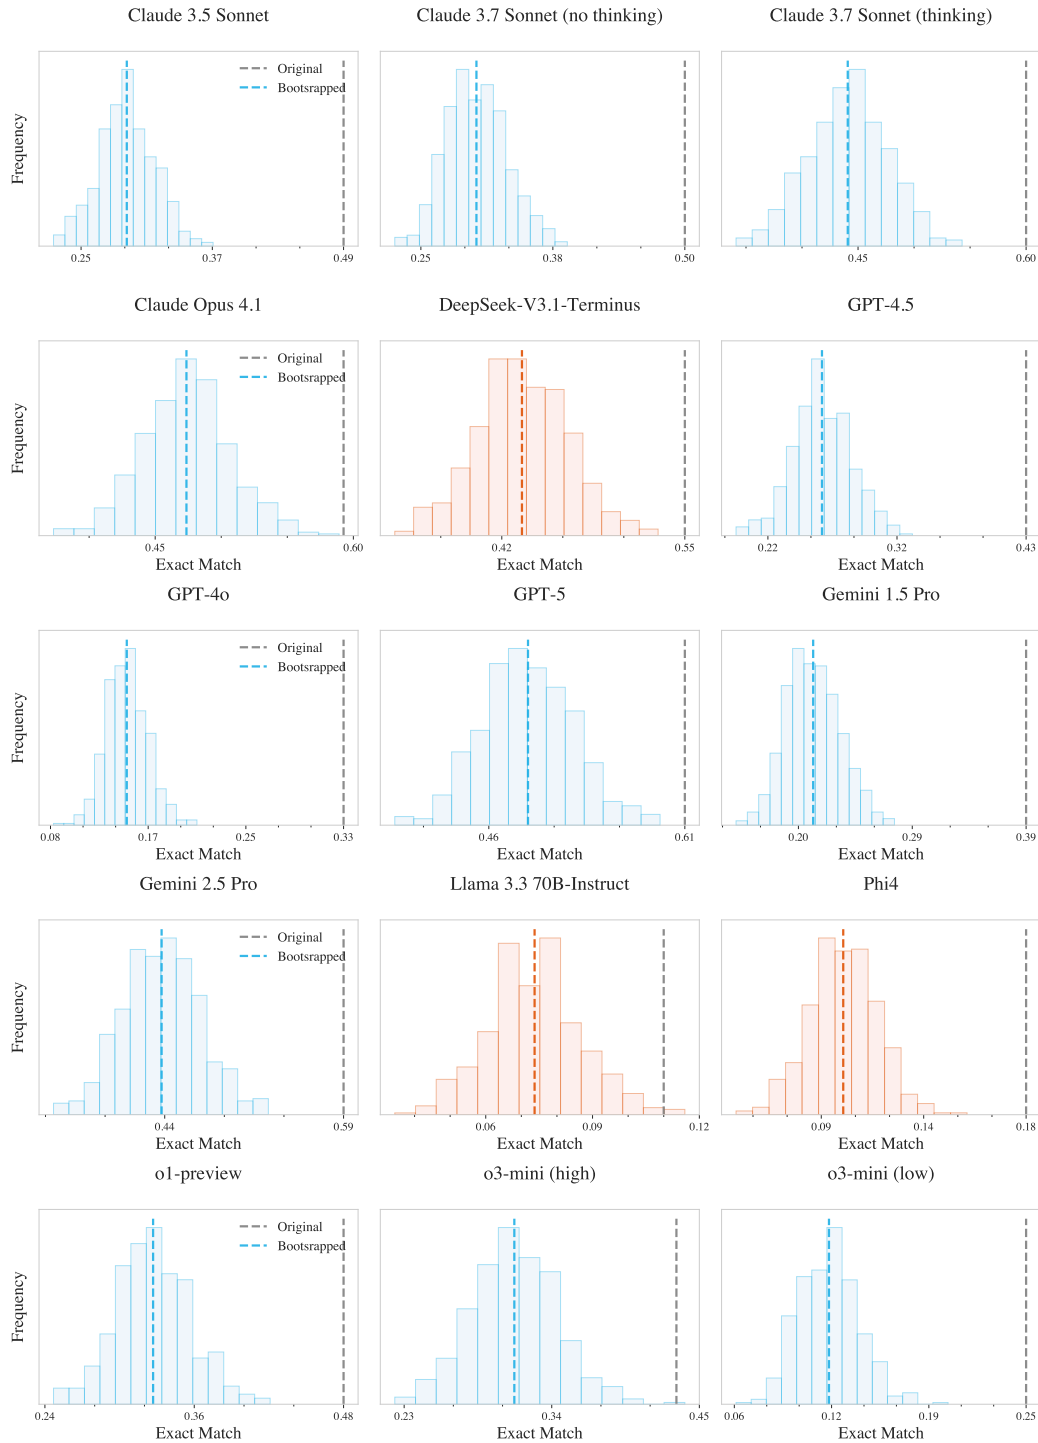 Claude 3.5 Sonnet
Claude 3.7 Sonnet (no thinking)
Claude 3.7 Sonnet (thinking)
Original
Bootsrapped
Frequency
0.25 0.37 0.49
0.25 0.38 0.50
0.45 0.60
Claude Opus 4.1
DeepSeek-V3.1-Terminus
GPT-4.5
Original
Bootsrapped
Frequency
0.45 0.60
0.42 0.55
0.22 0.32 0.43
Exact Match
Exact Match
Exact Match
GPT-4o
GPT-5
Gemini 1.5 Pro
Original
Bootsrapped
Frequency
0.08 0.17 0.25 0.33
0.46 0.61
0.20 0.29 0.39
Exact Match
Exact Match
Exact Match
Gemini 2.5 Pro
Llama 3.3 70B-Instruct
Phi4
Original
Bootsrapped
Frequency
0.44 0.59
0.06 0.09 0.12
0.09 0.14 0.18
Exact Match
Exact Match
Exact Match
o1-preview
o3-mini (high)
o3-mini (low)
Original
Bootsrapped
Frequency
0.24 0.36 0.48
0.23 0.34 0.45
0.06 0.12 0.19 0.25
Exact Match
Exact Match
Exact Match